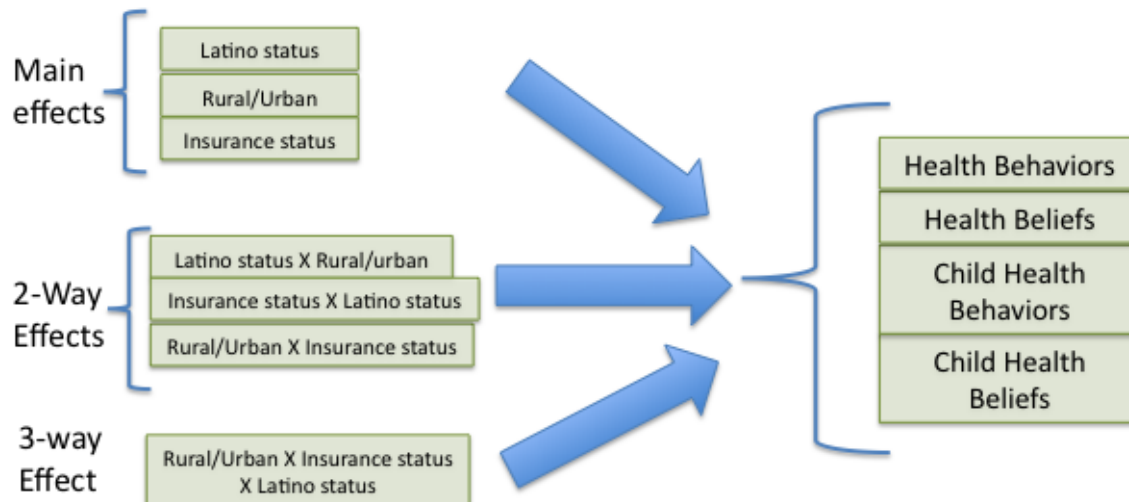 Main
effects
Latino status
Rural/Urban
Insurance status
2-Way
Effects
Latino status X Rural/urban
Insurance status X Latino status
Rural/Urban X Insurance status
3-way
Effect
Rural/Urban X Insurance status
X Latino status
Health Behaviors
Health Beliefs
Child Health
Behaviors
Child Health
Beliefs